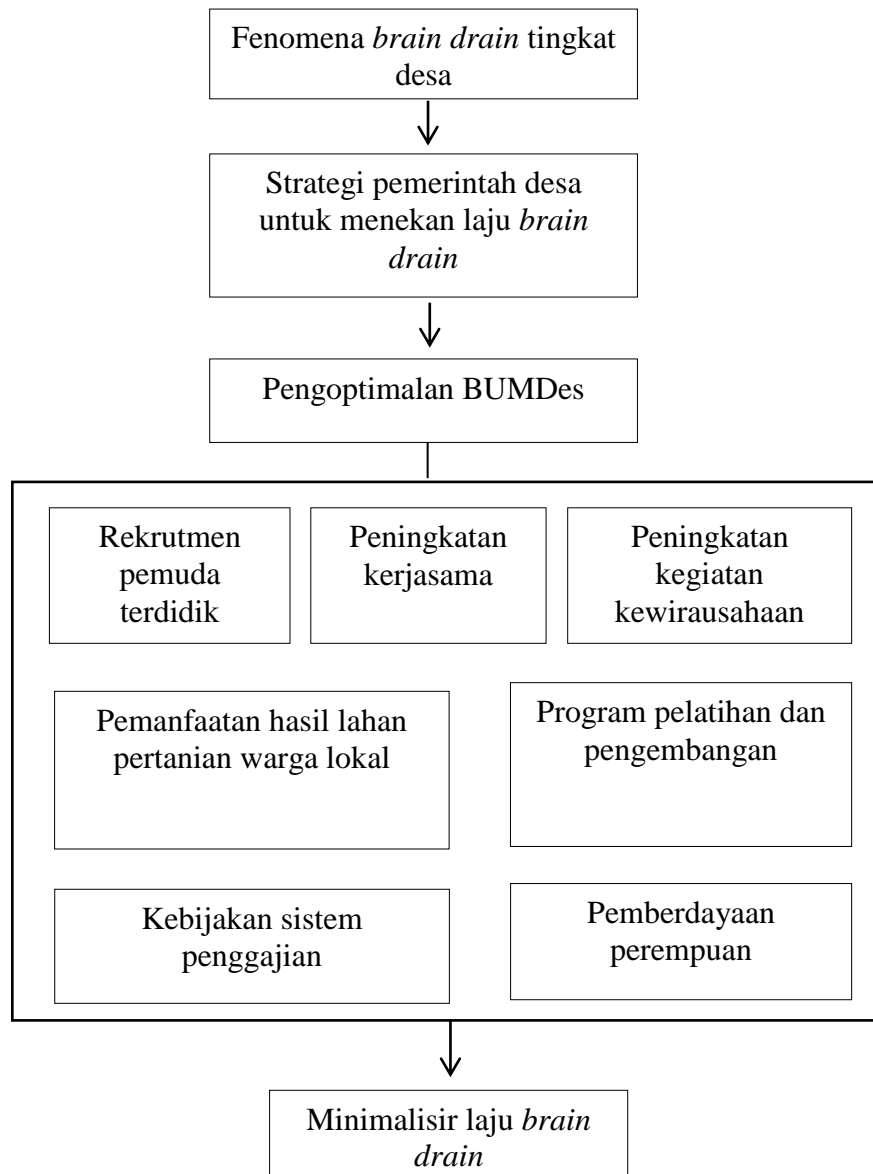 Fenomena brain drain tingkat
desa
Strategi pemerintah desa
untuk menekan laju brain
drain
Pengoptimalan BUMDes
Rekrutmen
pemuda
terdidik
Peningkatan
kerjasama
Peningkatan
kegiatan
kewirausahaan
Pemanfaatan hasil lahan
pertanian warga lokal
Program pelatihan dan
pengembangan
Kebijakan sistem
penggajian
Pemberdayaan
perempuan
Minimalisir laju brain
drain